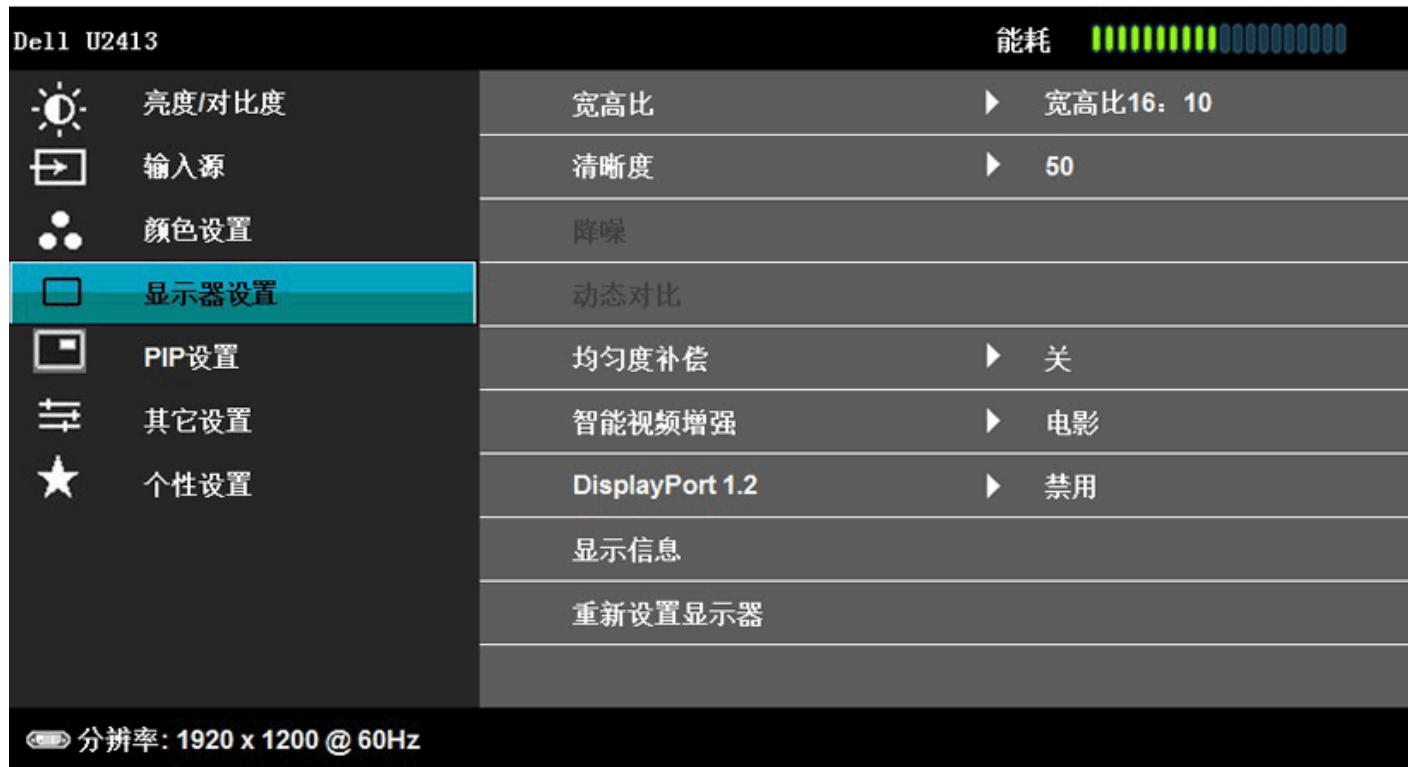 Dell U2413 能耗
亮度/对比度 宽高比 宽高比16：10
输入源 清晰度 50
颜色设置 降噪
显示器设置 动态对比
PIP设置 均匀度补偿 关
其它设置 智能视频增强 电影
个性设置 DisplayPort 1.2 禁用
显示信息
重新设置显示器
分辨率: 1920 x 1200 @ 60Hz